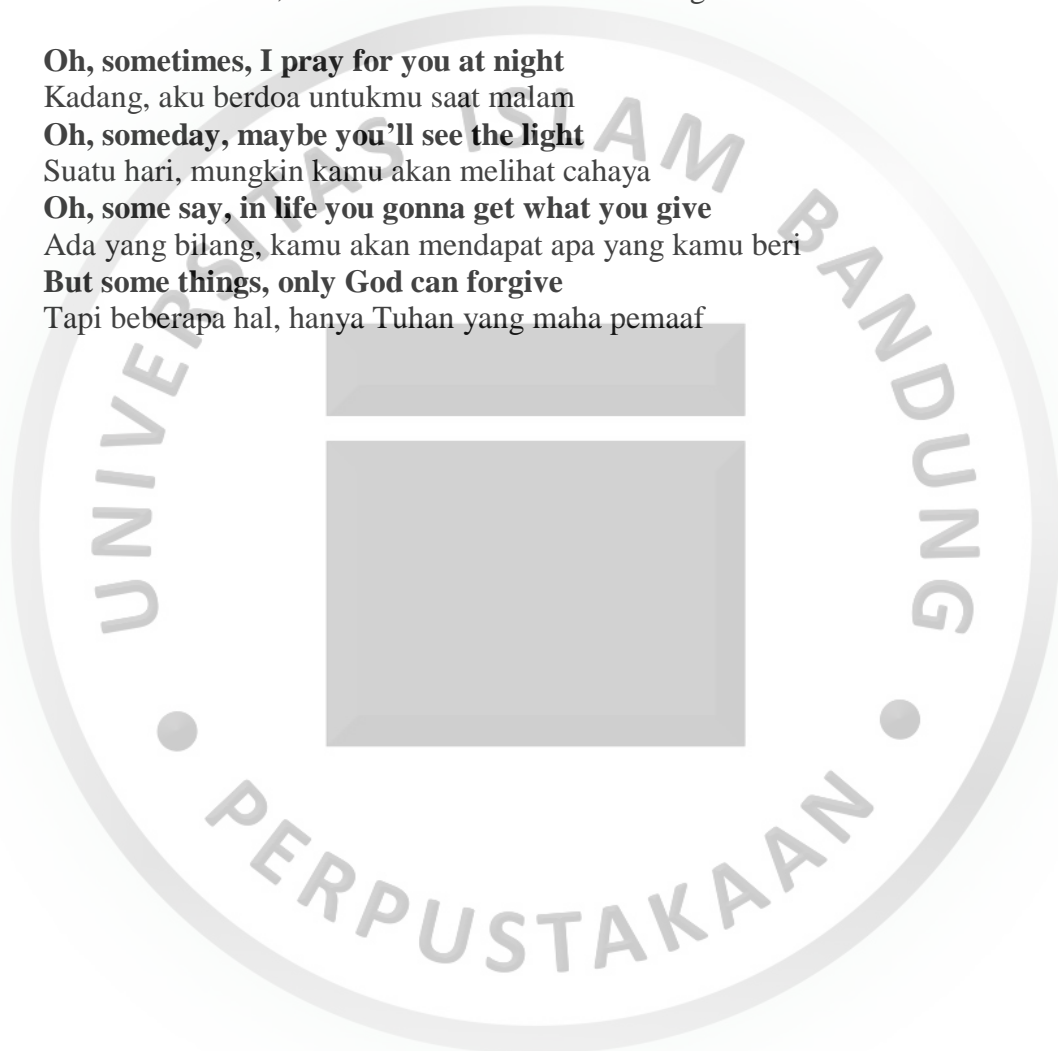 Oh, sometimes, I pray for you at night
Kadang, aku berdoa untukmu saat malam
Oh, someday, maybe you'll see the light
Suatu hari, mungkin kamu akan melihat cahaya
Oh, some say, in life you gonna get what you give
Ada yang bilang, kamu akan mendapat apa yang kamu beri
But some things, only God can forgive
Tapi beberapa hal, hanya Tuhan yang maha pemaaf
UNIVERSITAS ISLAM BANDUNG
PERPUSTAKAAN